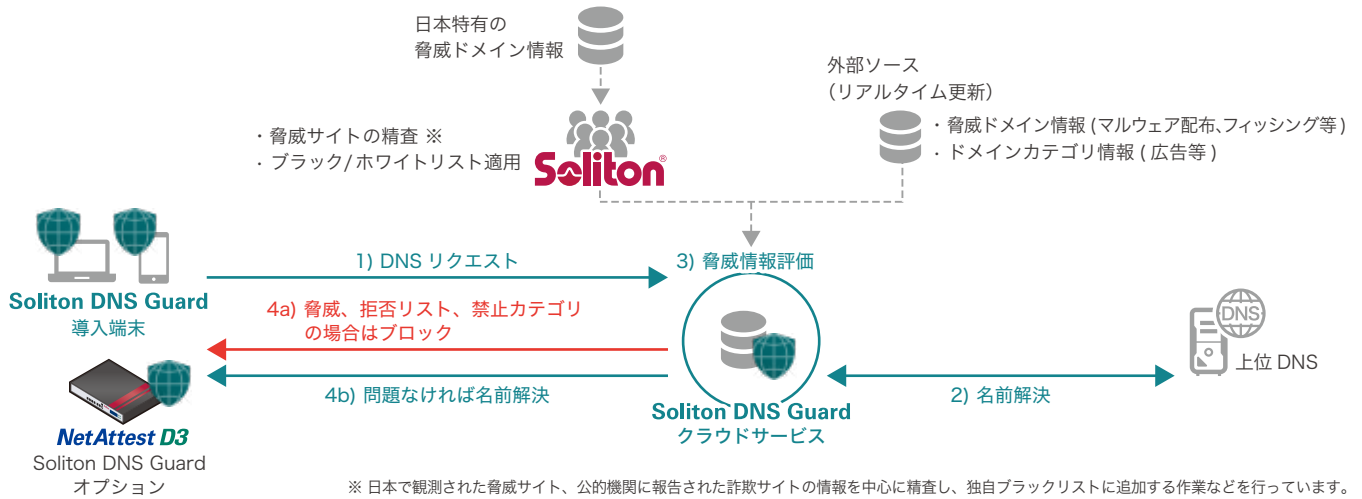 日本特有の
脅威ドメイン情報
外部ソース
（リアルタイム更新）
・脅威サイトの精査 ※
・ブラック/ホワイトリスト適用
Soliton®
・脅威ドメイン情報 ( マルウェア配布、フィッシング等 )
・ドメインカテゴリ情報 ( 広告等 )
1) DNS リクエスト
3) 脅威情報評価
Soliton DNS Guard
導入端末
4a) 脅威、拒否リスト、禁止カテゴリ
の場合はブロック
DNS
上位 DNS
4b) 問題なければ名前解決
2) 名前解決
Soliton DNS Guard
クラウドサービス
NetAttest D3
Soliton DNS Guard
オプション
※ 日本で観測された脅威サイト、公的機関に報告された詐欺サイトの情報を中心に精査し、独自ブラックリストに追加する作業などを行っています。